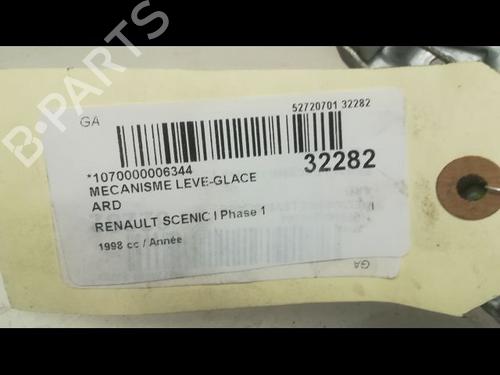 GA
52720701 32282
*1070000006344
32282
MECANISME LEVE-GLACE
ARD
RENAULT SCENIC I Phase 1
1998 cc / Année
GA
B-PARTS